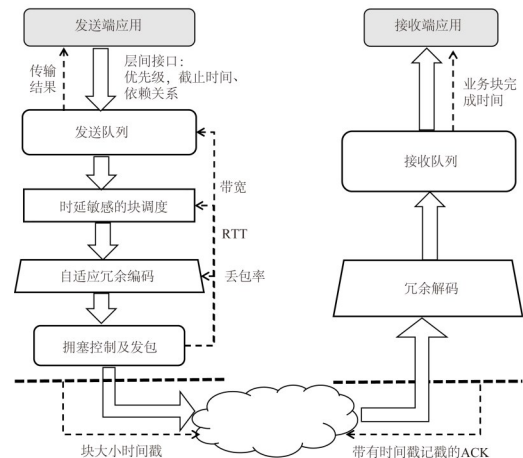 发送端应用
接收端应用
传输
结果
层间接口：
优先级，截止时间、
依赖关系
业务块完
成时间
发送队列
接收队列
带宽
时延敏感的块调度
RTT
自适应冗余编码
丢包率
冗余解码
拥塞控制及发包
块大小时间戳
带有时间戳记戳的ACK